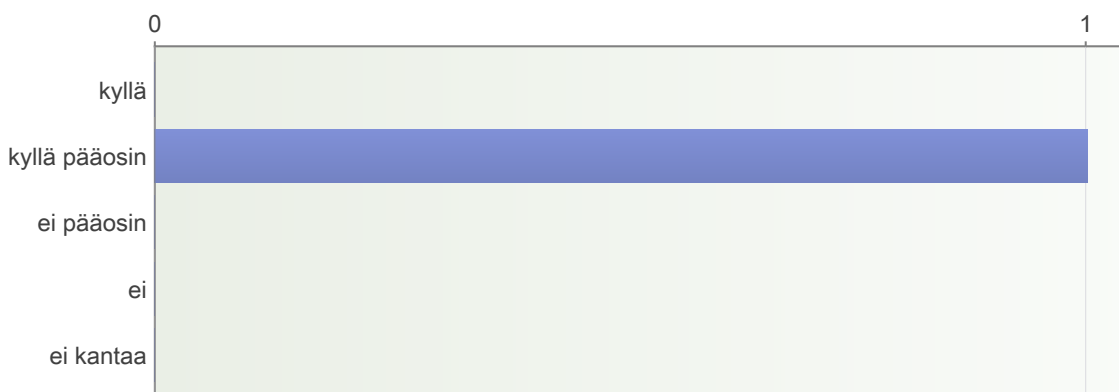 0 1
kyllä
kyllä pääosin
ei pääosin
ei
ei kantaa